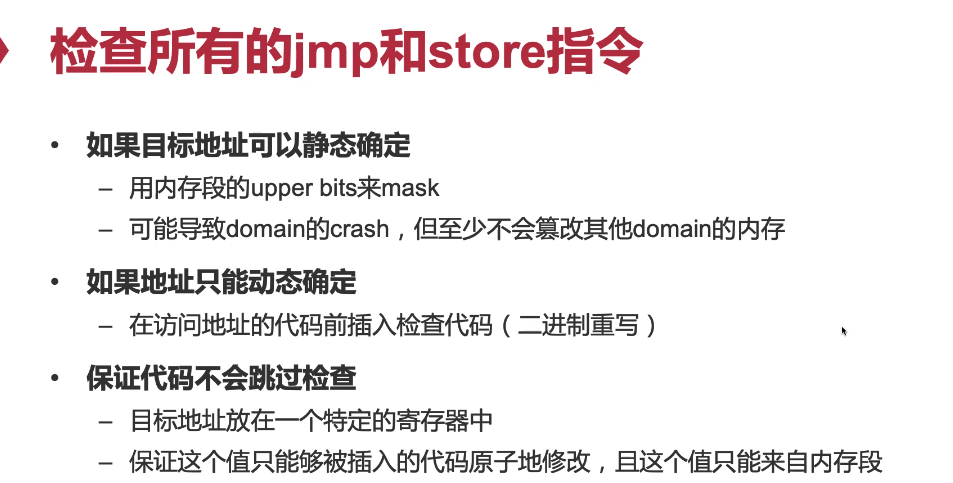 检查所有的jmp和store指令
• 如果目标地址可以静态确定
– 用内存段的upper bits来mask
– 可能导致domain的crash，但至少不会篡改其他domain的内存
• 如果地址只能动态确定
– 在访问地址的代码前插入检查代码（二进制重写）
• 保证代码不会跳过检查
– 目标地址放在一个特定的寄存器中
– 保证这个值只能够被插入的代码原子地修改，且这个值只能来自内存段